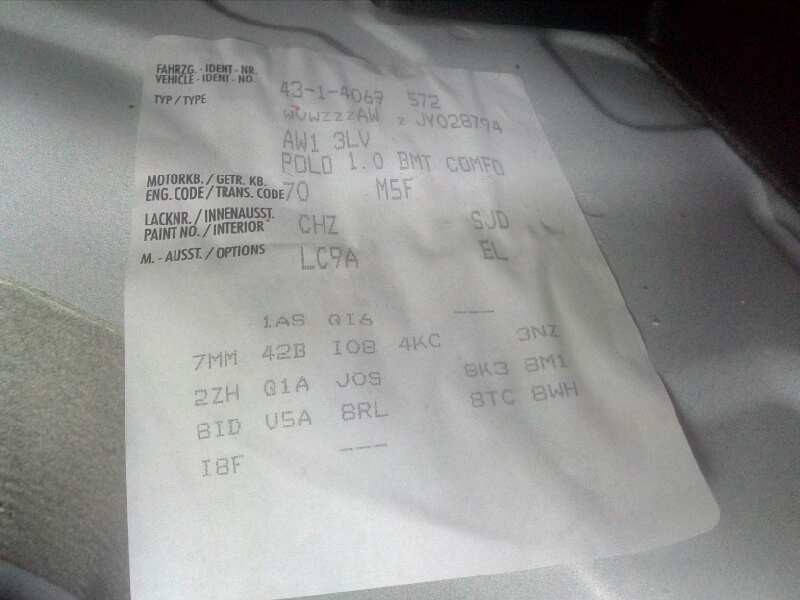 FAHRZG. - IDENT - NR. 43-1-4069 572
VEHICLE - IDENT - NO. WVWZZZAW Z JY028794
TYP / TYPE AW1 3LV
POLO 1.0 BMT COMFO
MOTORKB. / GETR. KB. 70 M5F
ENG. CODE / TRANS. CODE
LACKNR. / INNENAUSST. CHZ SJD
PAINT NO. / INTERIOR
M. - AUSST. / OPTIONS LC9A EL
1AS QI6 ---
7MM 42B IOB 4KC 3NZ
2ZH Q1A JOS 8K3 8M1
8ID U5A 8RL 8TC 8WH
I8F ---